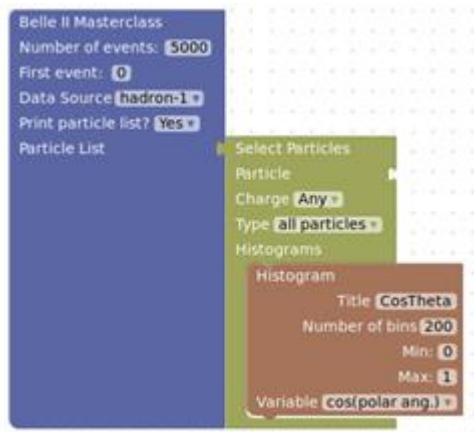 Belle II Masterclass
Number of events: 5000
First event: 0
Data Source hadron-1
Print particle list? Yes
Particle List
Select Particles
Particle
Charge Any
Type all particles
Histograms
Histogram
Title CosTheta
Number of bins 200
Min: 0
Max: 1
Variable cos(polar ang.)